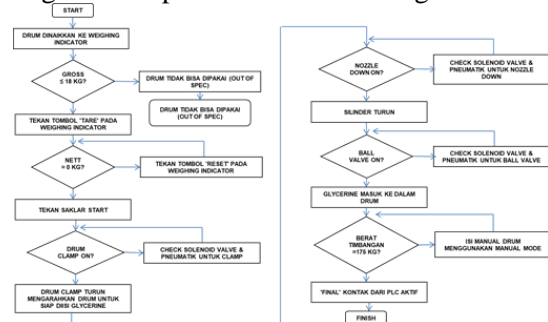 START
DRUM DINAIKKAN KE WEIGHING
INDICATOR
GROSS
≤ 18 KG?
DRUM TIDAK BISA DIPAKAI (OUT OF
SPEC)
DRUM TIDAK BISA DIPAKAI
(OUT OF SPEC)
TEKAN TOMBOL 'TARE' PADA
WEIGHING INDICATOR
NETT
= 0 KG?
TEKAN TOMBOL 'RESET' PADA
WEIGHING INDICATOR
TEKAN SAKLAR START
DRUM
CLAMP ON?
CHECK SOLENOID VALVE &
PNEUMATIK UNTUK CLAMP
DRUM CLAMP TURUN
MENGARAHKAN DRUM UNTUK
SIAP DIISI GLYCERINE
NOZZLE
DOWN ON?
CHECK SOLENOID VALVE &
PNEUMATIK UNTUK NOZZLE
DOWN
SILINDER TURUN
BALL
VALVE ON?
CHECK SOLENOID VALVE &
PNEUMATIK UNTUK BALL VALVE
GLYCERINE MASUK KE DALAM
DRUM
BERAT
TIMBANGAN
=175 KG?
ISI MANUAL DRUM
MENGGUNAKAN MANUAL MODE
'FINAL' KONTAK DARI PLC AKTIF
FINISH